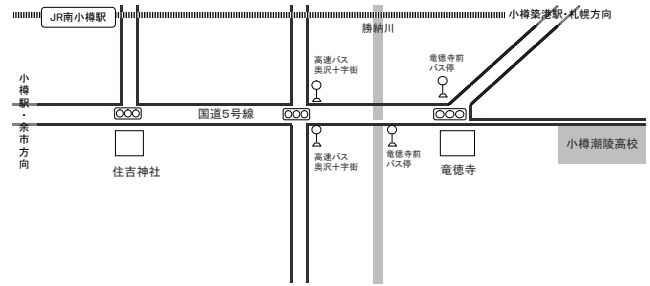 JR南小樽駅
小樽築港駅・札幌方向
勝納川
高速バス
奥沢十字街
竜徳寺前
バス停
小樽駅・余市方向
国道5号線
住吉神社
高速バス
奥沢十字街
竜徳寺前
バス停
竜徳寺
小樽潮陵高校